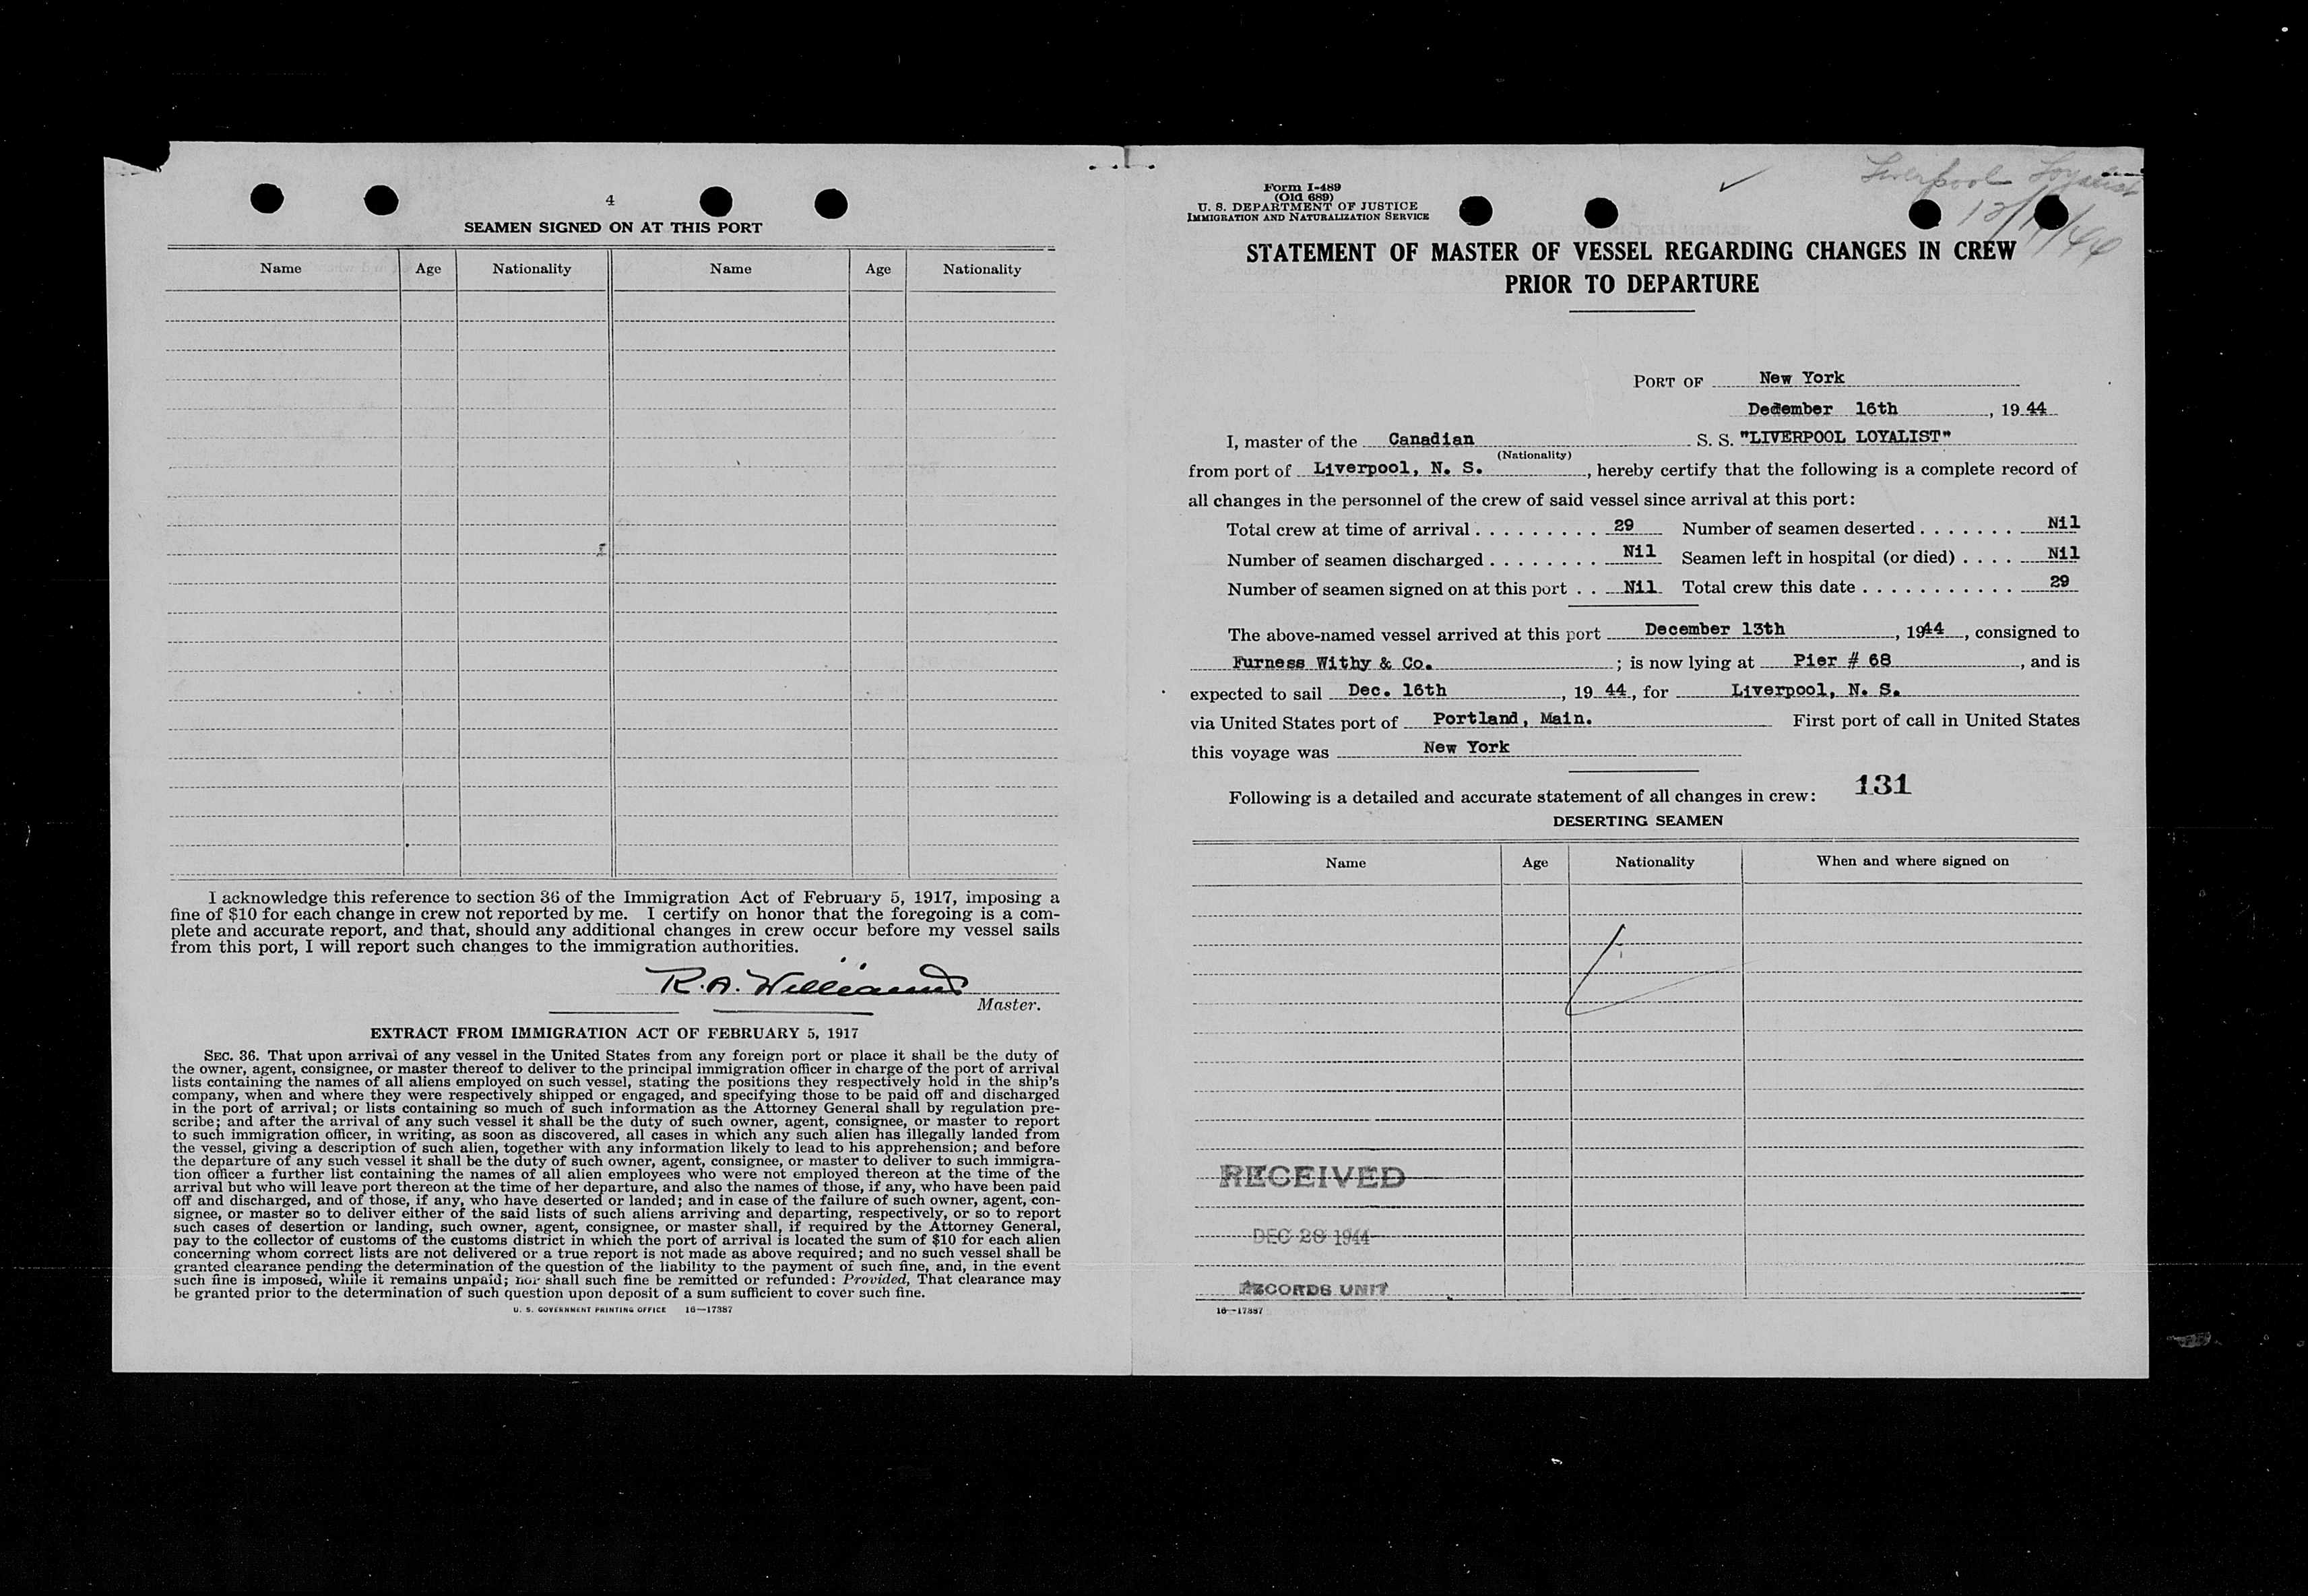 4
SEAMEN SIGNED ON AT THIS PORT
Name Age Nationality Name Age Nationality
I acknowledge this reference to section 36 of the Immigration Act of February 5, 1917, imposing a
fine of $10 for each change in crew not reported by me. I certify on honor that the foregoing is a com-
plete and accurate report, and that, should any additional changes in crew occur before my vessel sails
from this port, I will report such changes to the immigration authorities.
R.A. Williams
Master.
EXTRACT FROM IMMIGRATION ACT OF FEBRUARY 5, 1917
SEC. 36. That upon arrival of any vessel in the United States from any foreign port or place it shall be the duty of
the owner, agent, consignee, or master thereof to deliver to the principal immigration officer in charge of the port of arrival
lists containing the names of all aliens employed on such vessel, stating the positions they respectively hold in the ship's
company, when and where they were respectively shipped or engaged, and specifying those to be paid off and discharged
in the port of arrival; or lists containing so much of such information as the Attorney General shall by regulation pre-
scribe; and after the arrival of any such vessel it shall be the duty of such owner, agent, consignee, or master to report
to such immigration officer, in writing, as soon as discovered, all cases in which any such alien has illegally landed from
the vessel, giving a description of such alien, together with any information likely to lead to his apprehension; and before
the departure of any such vessel it shall be the duty of such owner, agent, consignee, or master to deliver to such immigra-
tion officer a further list containing the names of all alien employees who were not employed thereon at the time of the
arrival but who will leave port thereon at the time of her departure, and also the names of those, if any, who have been paid
off and discharged, and of those, if any, who have deserted or landed; and in case of the failure of such owner, agent, con-
signee, or master so to deliver either of the said lists of such aliens arriving and departing, respectively, or so to report
such cases of desertion or landing, such owner, agent, consignee, or master shall, if required by the Attorney General,
pay to the collector of customs of the customs district in which the port of arrival is located the sum of $10 for each alien
concerning whom correct lists are not delivered or a true report is not made as above required; and no such vessel shall be
granted clearance pending the determination of the question of the liability to the payment of such fine, and, in the event
such fine is imposed, while it remains unpaid; nor shall such fine be remitted or refunded: Provided, That clearance may
be granted prior to the determination of such question upon deposit of a sum sufficient to cover such fine.
U. S. GOVERNMENT PRINTING OFFICE 16—17387
Form I-489
(Old 689)
U. S. DEPARTMENT OF JUSTICE
IMMIGRATION AND NATURALIZATION SERVICE
Liverpool Loyalist
STATEMENT OF MASTER OF VESSEL REGARDING CHANGES IN CREW
PRIOR TO DEPARTURE
PORT OF New York
December 16th, 1944
I, master of the Canadian S. S. "LIVERPOOL LOYALIST"
(Nationality)
from port of Liverpool, N. S., hereby certify that the following is a complete record of
all changes in the personnel of the crew of said vessel since arrival at this port:
Total crew at time of arrival 29 Number of seamen deserted Nil
Number of seamen discharged Nil Seamen left in hospital (or died) Nil
Number of seamen signed on at this port Nil Total crew this date 29
The above-named vessel arrived at this port December 13th, 1944, consigned to
Furness Withy & Co.; is now lying at Pier # 68, and is
expected to sail Dec. 16th, 1944, for Liverpool, N. S.
via United States port of Portland, Main. First port of call in United States
this voyage was New York
Following is a detailed and accurate statement of all changes in crew: 131
DESERTING SEAMEN
Name Age Nationality When and where signed on
RECEIVED
DEC 28 1944
RECORDS UNIT
16—17387